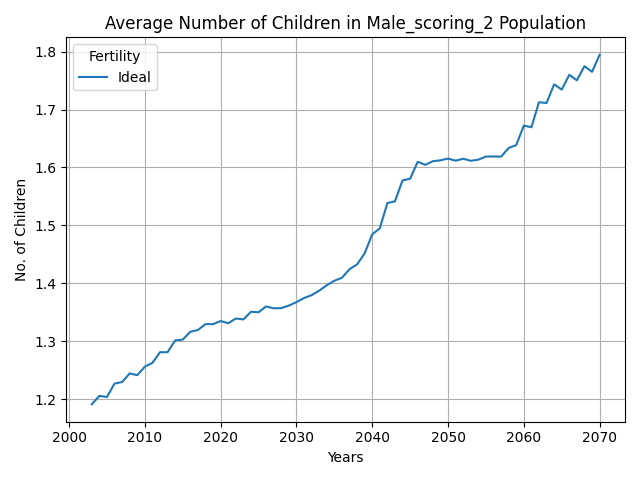 Average Number of Children in Male_scoring_2 Population
Fertility
Ideal
No. of Children
1.8
1.7
1.6
1.5
1.4
1.3
1.2
2000 2010 2020 2030 2040 2050 2060 2070
Years